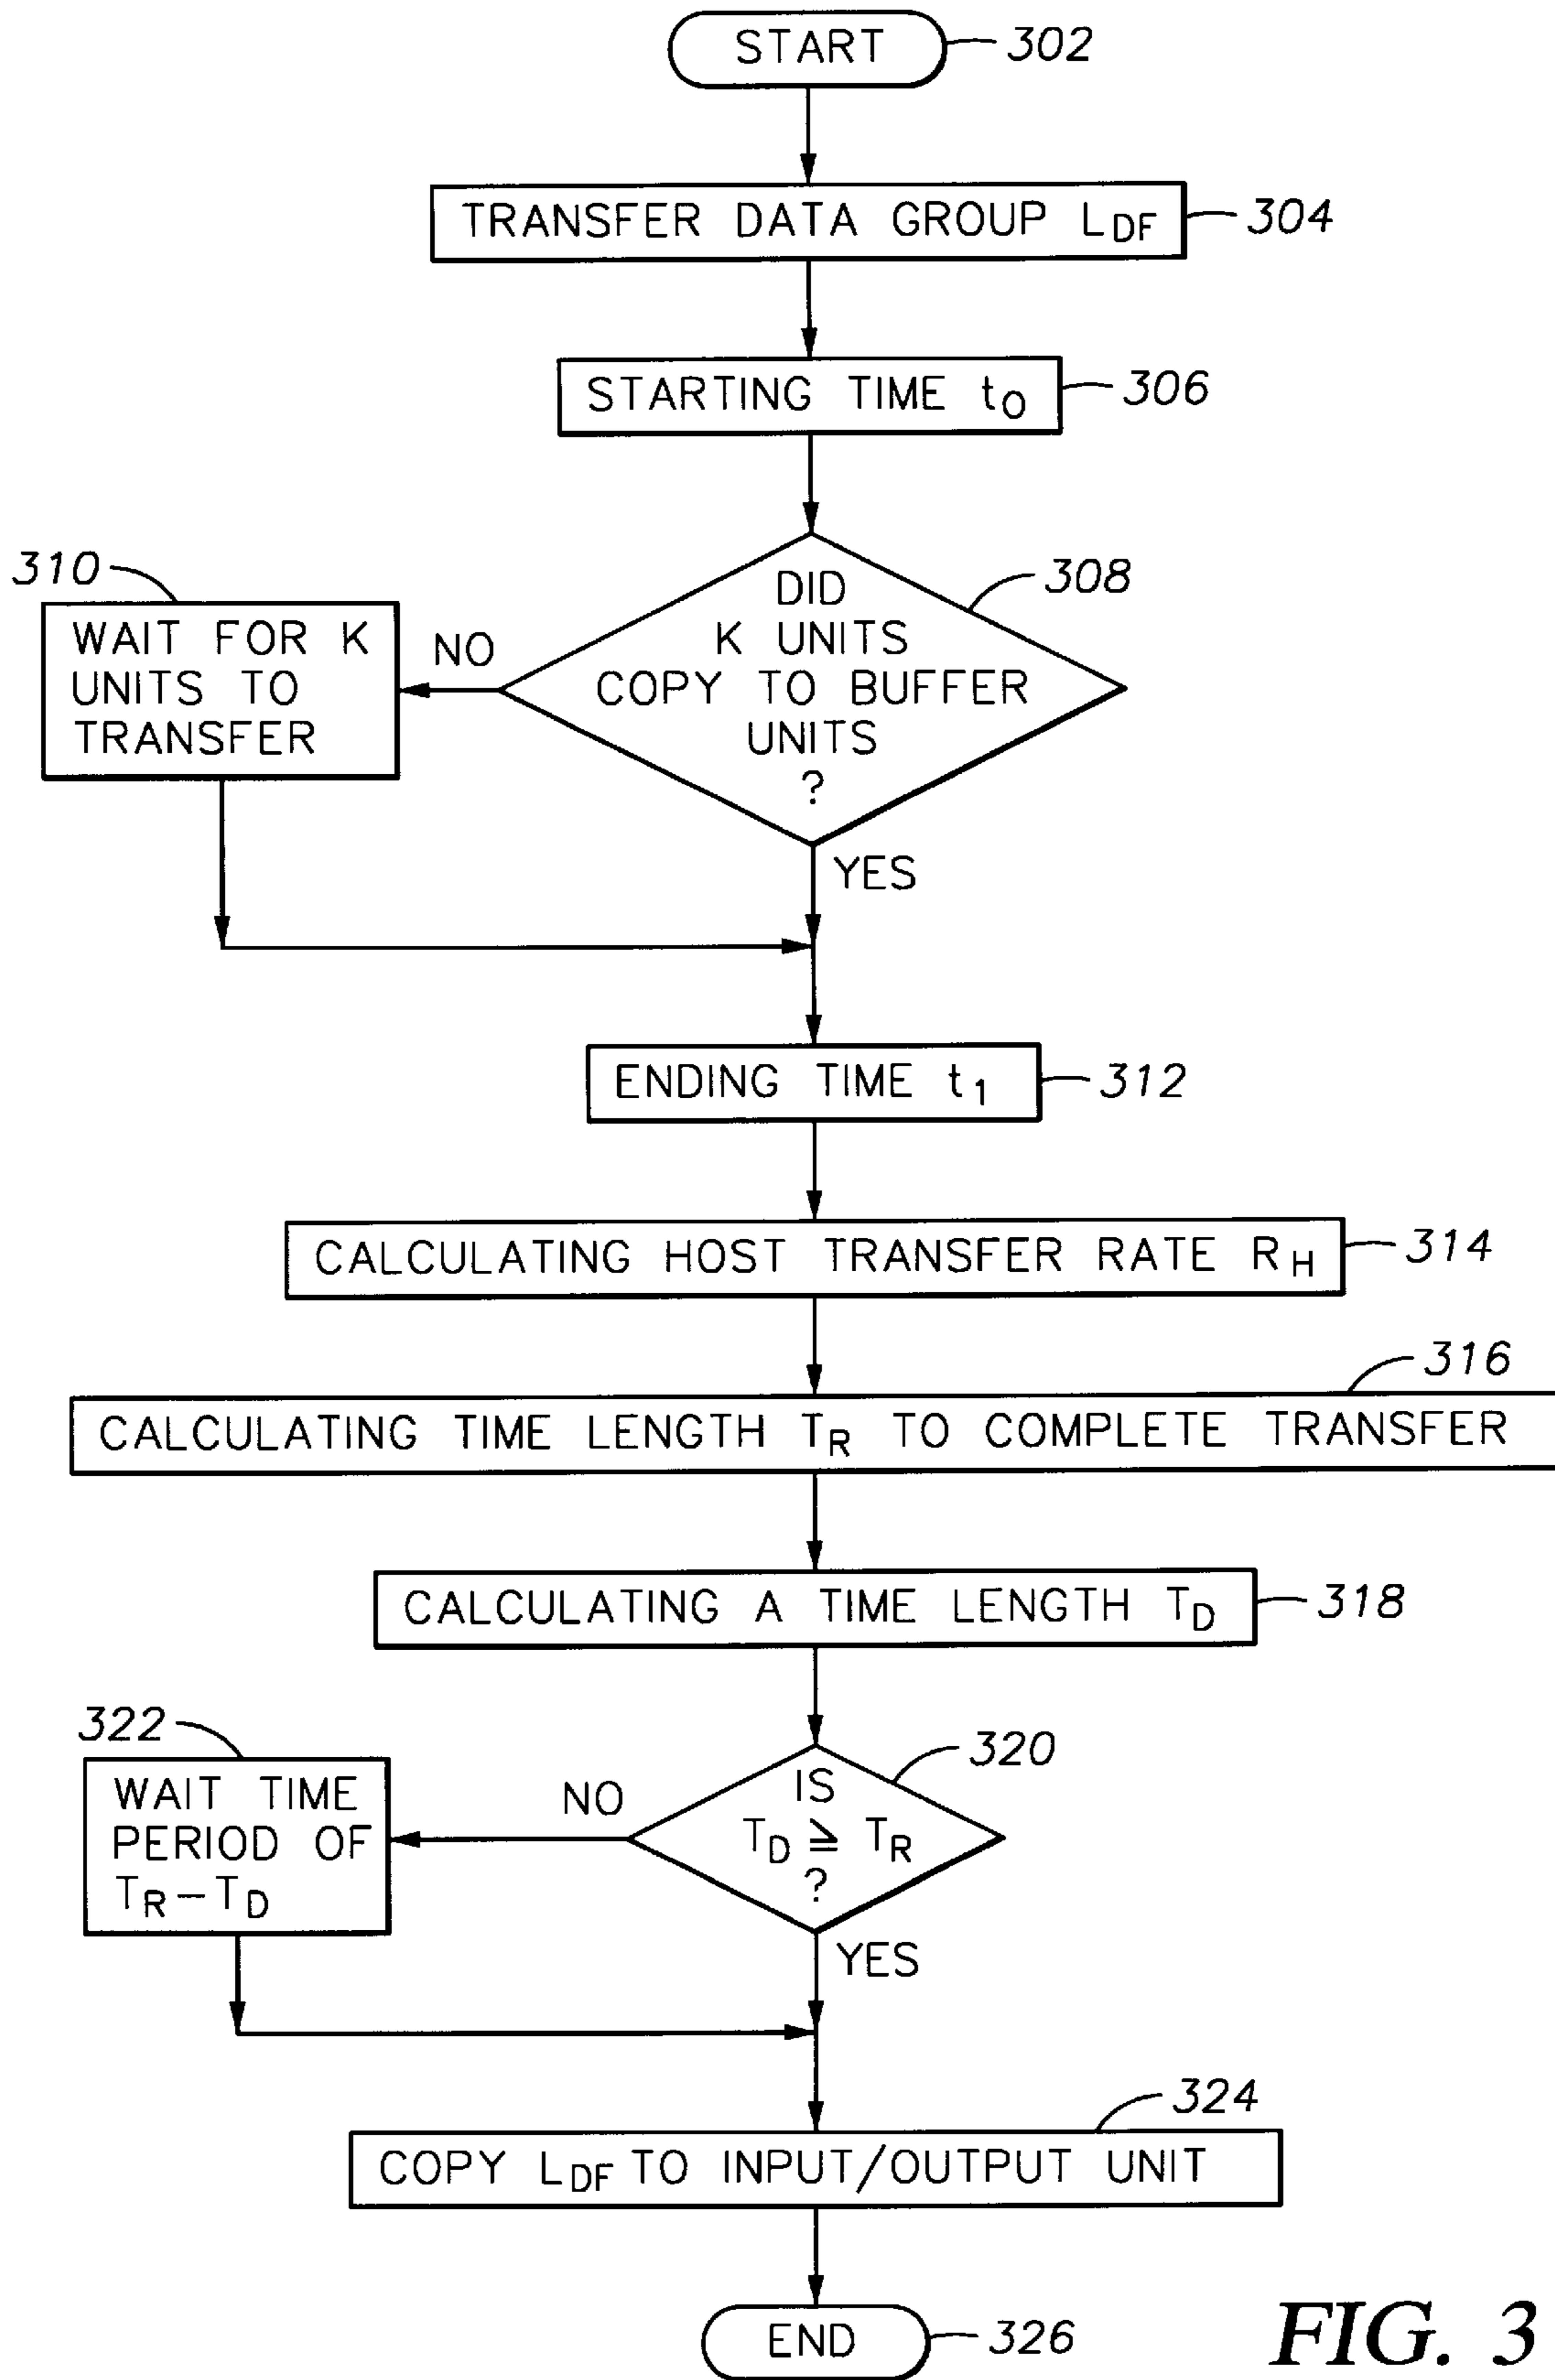 START
302
TRANSFER DATA GROUP LDF
304
STARTING TIME t0
306
310
WAIT FOR K
UNITS TO
TRANSFER
NO
DID
K UNITS
COPY TO BUFFER
UNITS
?
308
YES
ENDING TIME t1
312
CALCULATING HOST TRANSFER RATE RH
314
316
CALCULATING TIME LENGTH TR TO COMPLETE TRANSFER
CALCULATING A TIME LENGTH TD
318
322
WAIT TIME
PERIOD OF
TR–TD
NO
IS
TD ≧ TR
?
320
YES
324
COPY LDF TO INPUT/OUTPUT UNIT
END
326
FIG. 3